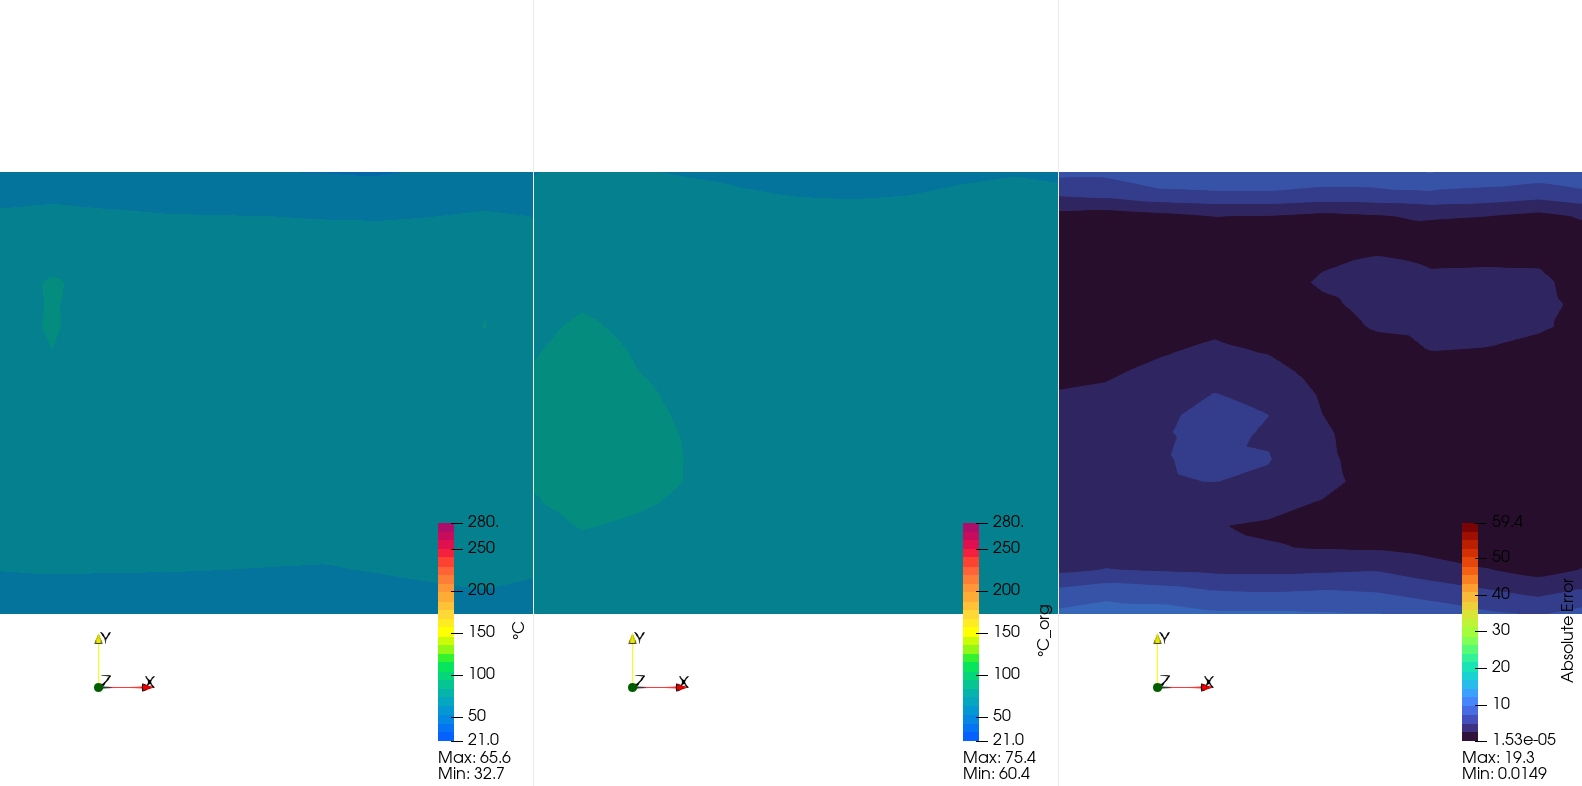 280.
250
200
150
100
50
21.0
°C
Max: 65.6
Min: 32.7
Y
Z
X
280.
250
200
150
100
50
21.0
°C_org
Max: 75.4
Min: 60.4
Y
Z
X
59.4
50
40
30
20
10
1.53e-05
Absolute Error
Max: 19.3
Min: 0.0149
Y
Z
X